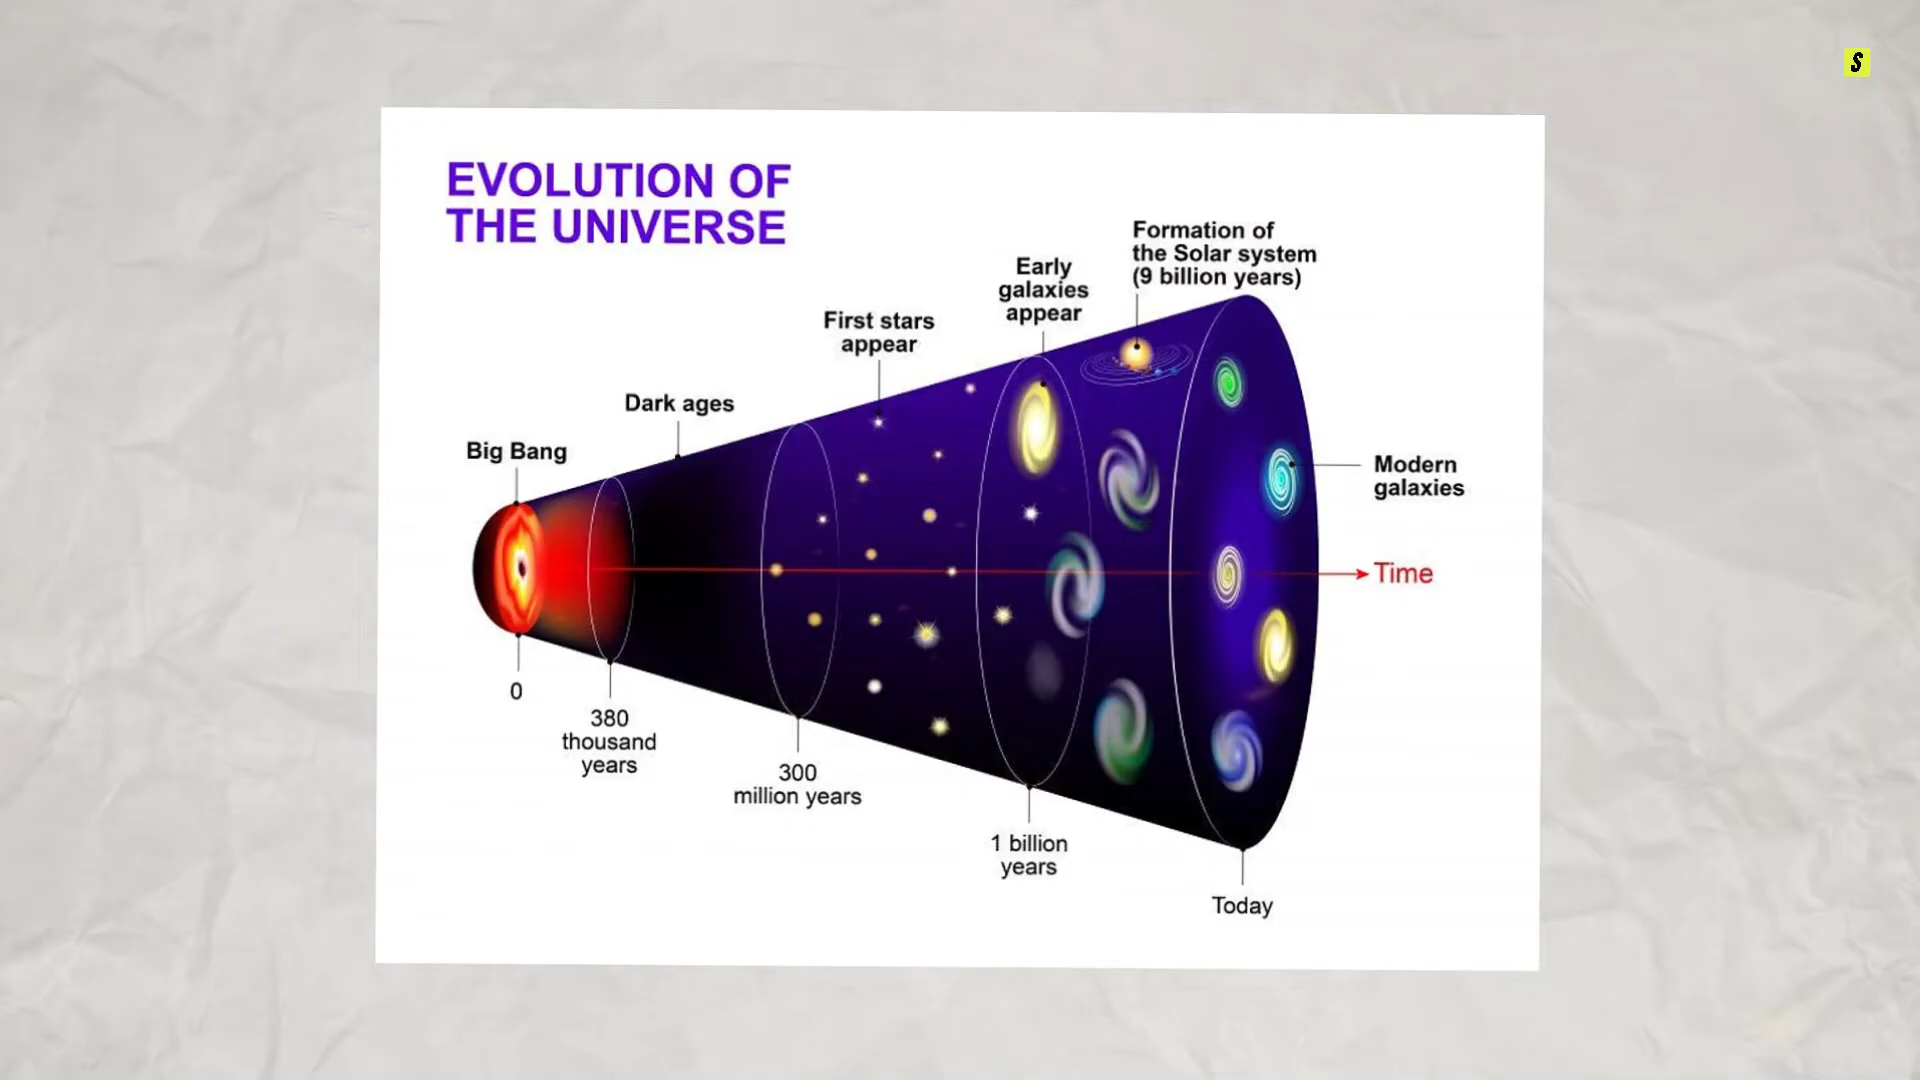 S
EVOLUTION OF
THE UNIVERSE
Big Bang
Dark ages
First stars
appear
Early
galaxies
appear
Formation of
the Solar system
(9 billion years)
Modern
galaxies
Time
0
380
thousand
years
300
million years
1 billion
years
Today